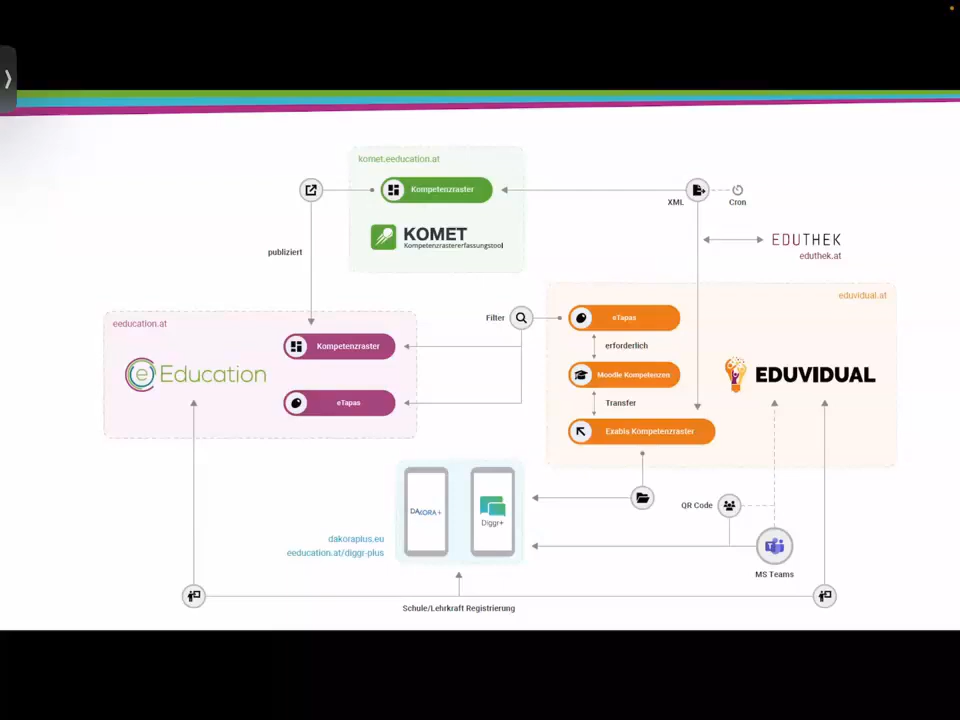 komet.eeducation.at
Kompetenzraster
KOMET
Kompetenzrastererfassungstool
XML
Cron
publiziert
EDUTHEK
eduthek.at
eeducation.at
Kompetenzraster
e Education
eTapas
Filter
eduvidual.at
eTapas
erforderlich
Moodle Kompetenzen
Transfer
Exabis Kompetenzraster
EDUVIDUAL
DAKORA+
Diggr+
dakoraplus.eu
eeducation.at/diggr-plus
QR Code
MS Teams
Schule/Lehrkraft Registrierung